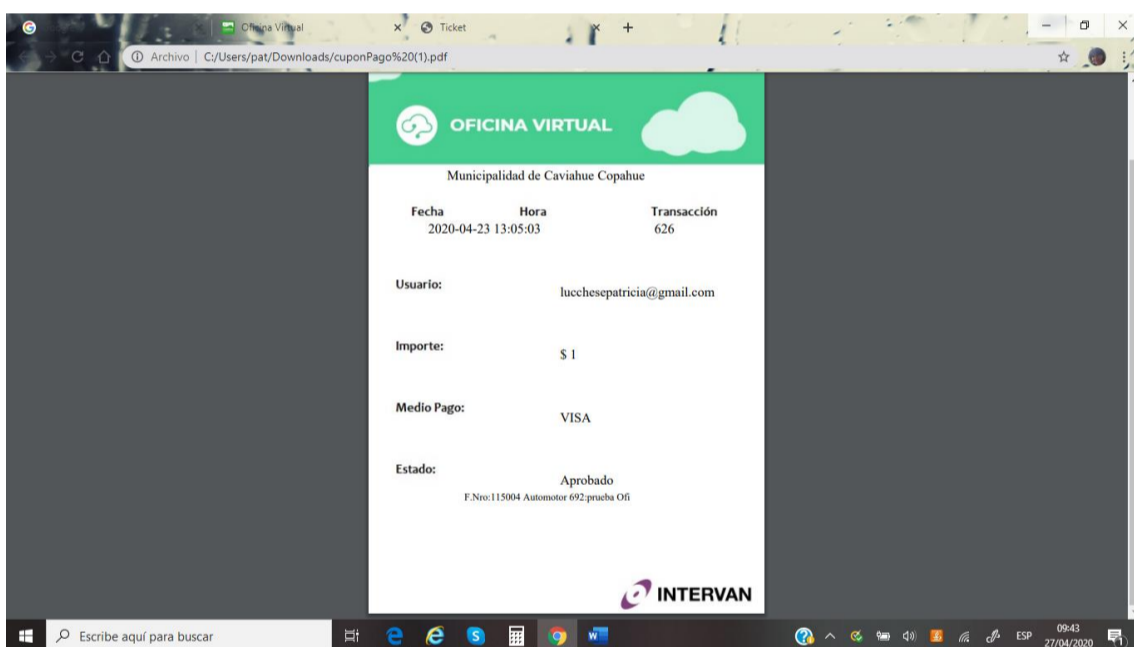 Oficina Virtual
Ticket
Archivo | C:/Users/pat/Downloads/cuponPago%20(1).pdf
OFICINA VIRTUAL
Municipalidad de Caviahue Copahue
Fecha Hora Transacción
2020-04-23 13:05:03 626
Usuario:
lucchesepatricia@gmail.com
Importe:
$ 1
Medio Pago:
VISA
Estado:
Aprobado
F.Nro:115004 Automotor 692:prueba Ofi
INTERVAN
Escribe aquí para buscar
ESP
09:43
27/04/2020